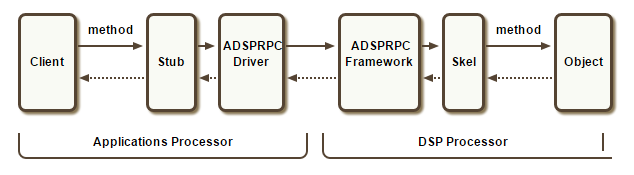 method
method
Client
Stub
ADSPRPC
Driver
ADSPRPC
Framework
Skel
Object
Applications Processor
DSP Processor